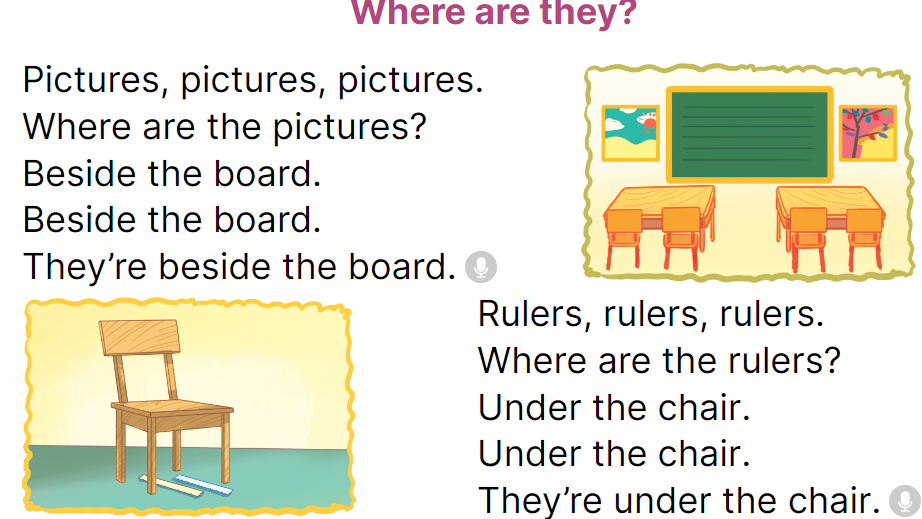 Where are they?
Pictures, pictures, pictures.
Where are the pictures?
Beside the board.
Beside the board.
They’re beside the board.
Rulers, rulers, rulers.
Where are the rulers?
Under the chair.
Under the chair.
They’re under the chair.